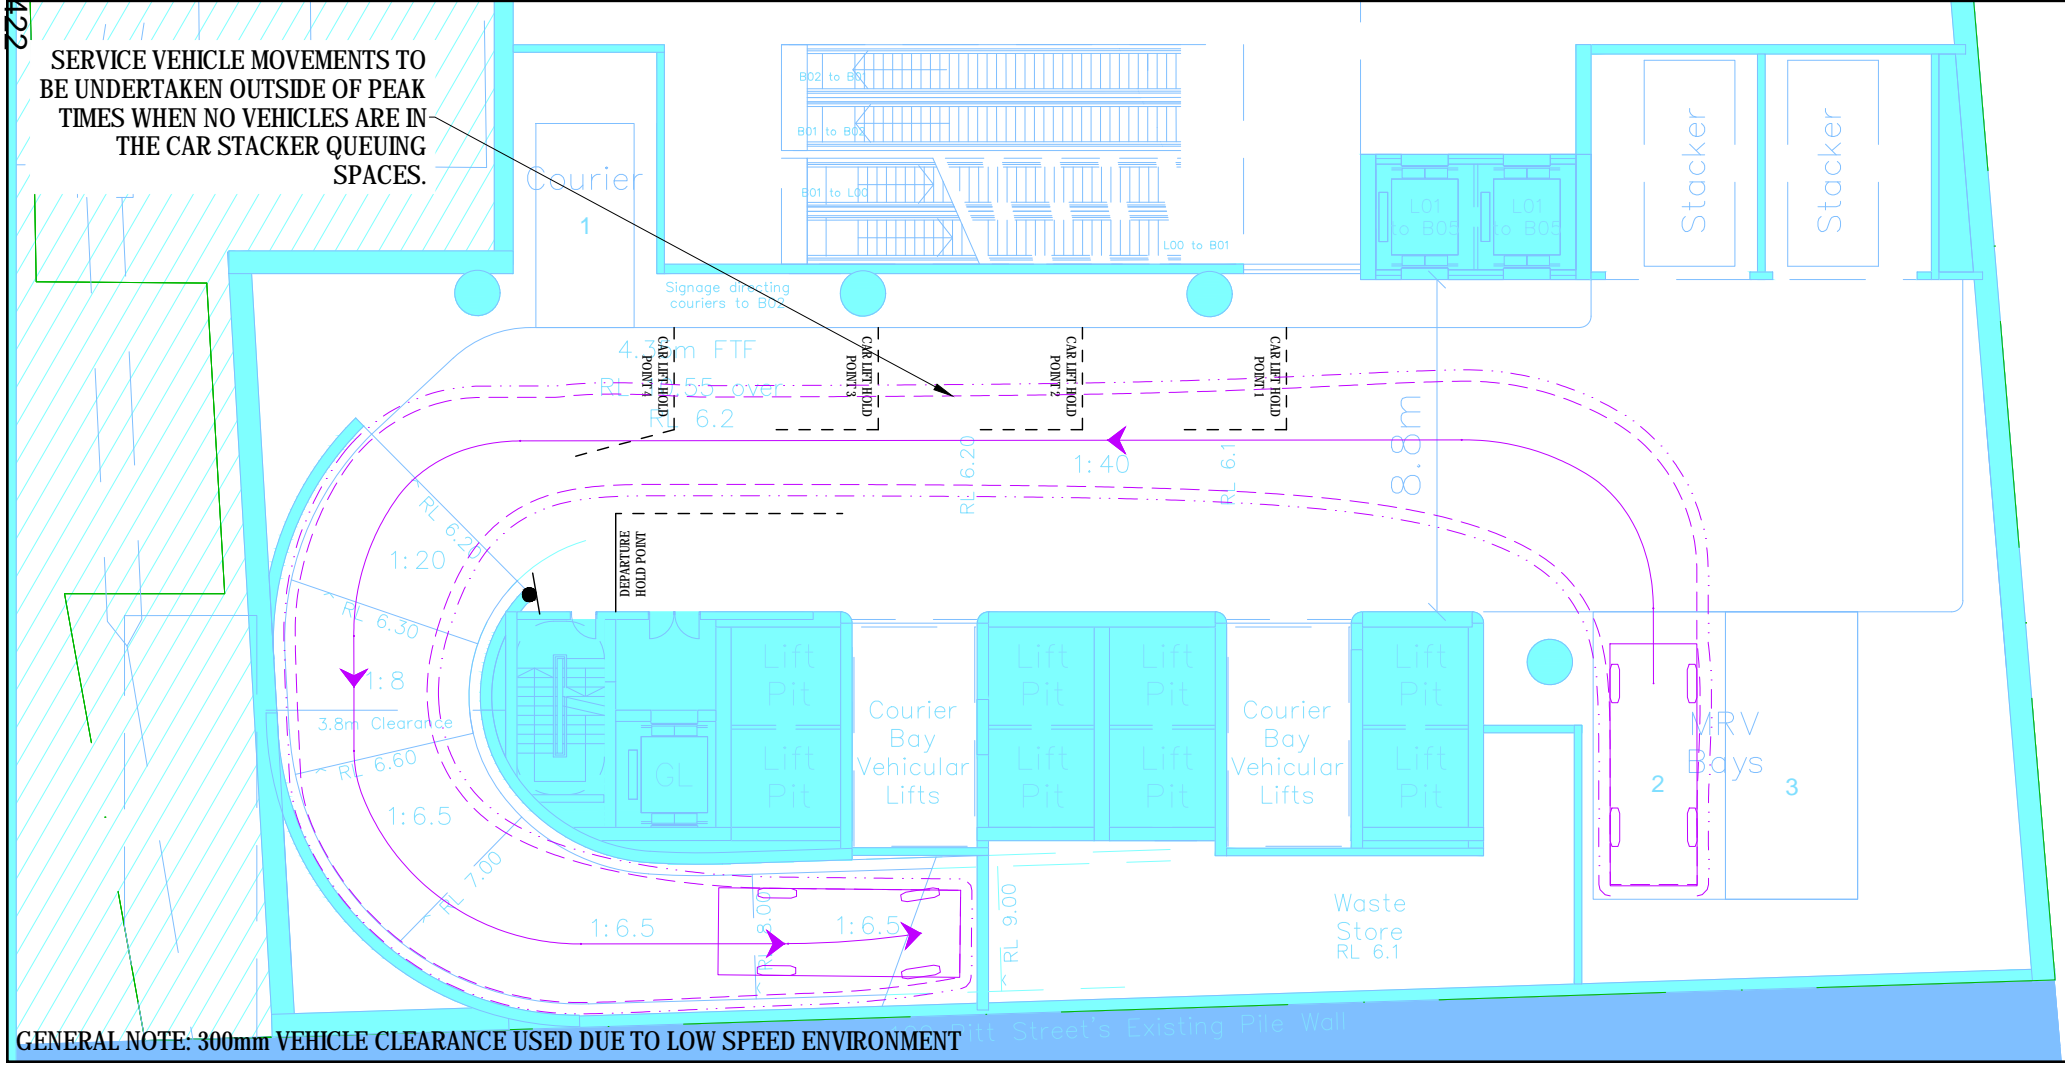 422
SERVICE VEHICLE MOVEMENTS TO
BE UNDERTAKEN OUTSIDE OF PEAK
TIMES WHEN NO VEHICLES ARE IN
THE CAR STACKER QUEUING
SPACES.
Courier
1
B02 to B01
B01 to B02
B01 to L00
L00 to B01
L01
to B05
L01
to B05
Stacker
Stacker
Signage directing
couriers to B02
FTF
RL
over
RL 6.2
CAR LIFT HOLD
POINT 4
CAR LIFT HOLD
POINT 3
CAR LIFT HOLD
POINT 2
CAR LIFT HOLD
POINT 1
RL 6.20
1:40
RL 6.1
8.8m
RL 6.20
1:20
DEPARTURE
HOLD POINT
RL 6.30
1:8
3.8m Clearance
RL 6.60
1:6.5
RL 7.00
GL
Lift
Pit
Lift
Pit
Courier
Bay
Vehicular
Lifts
Lift
Pit
Lift
Pit
Lift
Pit
Lift
Pit
Courier
Bay
Vehicular
Lifts
Lift
Pit
Lift
Pit
MRV
Bays
2
3
1:6.5
RL 8.00
1:6.5
RL 9.00
Waste
Store
RL 6.1
Pitt Street's Existing Pile Wall
GENERAL NOTE: 300mm VEHICLE CLEARANCE USED DUE TO LOW SPEED ENVIRONMENT